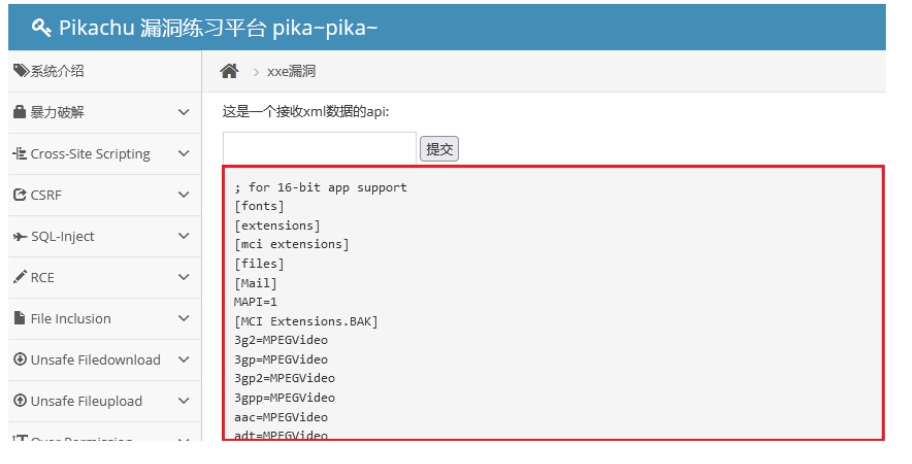 Pikachu 漏洞练习平台 pika~pika~
系统介绍
xxe漏洞
暴力破解
Cross-Site Scripting
CSRF
SQL-Inject
RCE
File Inclusion
Unsafe Filedownload
Unsafe Fileupload
Over Permission
这是一个接收xml数据的api:
提交
; for 16-bit app support
[fonts]
[extensions]
[mci extensions]
[files]
[Mail]
MAPI=1
[MCI Extensions.BAK]
3g2=MPEGVideo
3gp=MPEGVideo
3gp2=MPEGVideo
3gpp=MPEGVideo
aac=MPEGVideo
adt=MPEGVideo